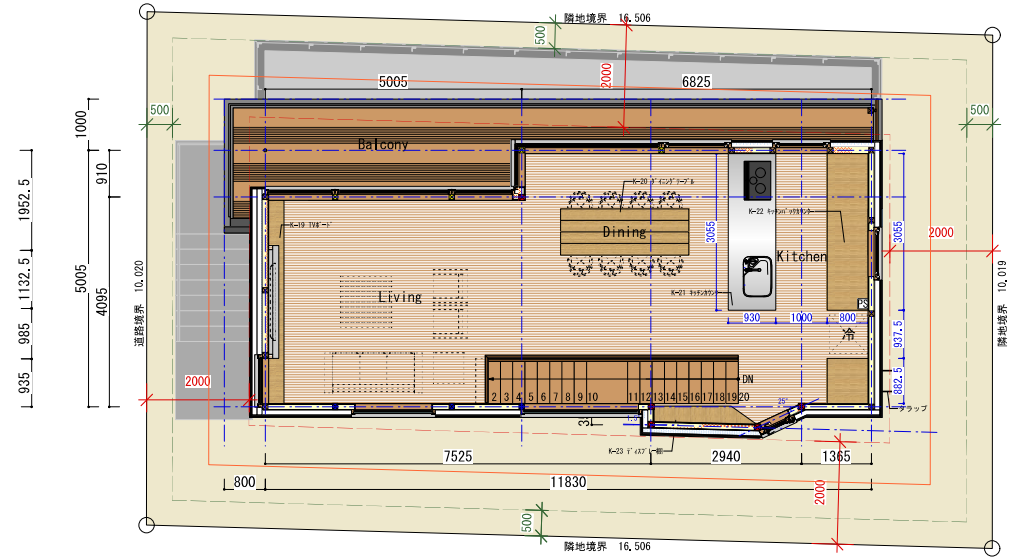 隣地境界 16.506
500
2000
5005
6825
500
500
1000
910
Balcony
1952.5
K-20 ダイニングテーブル
K-22 キッチンバックカウンター
K-19 TVボード
3055
3055
Dining
Kitchen
2000
道路境界 10.020
隣地境界 10.019
1132.5
5005
4095
Living
K-21 キッチンカウンター
PS
930
1000
800
985
冷
937.5
935
2000
DN
882.5
2 3 4 5 6 7 8 9 10 11 12 13 14 15 16 17 18 19 20
25°
タラップ
K-23 ディスプレー棚
7525
2940
1365
800
11830
2000
500
隣地境界 16.506